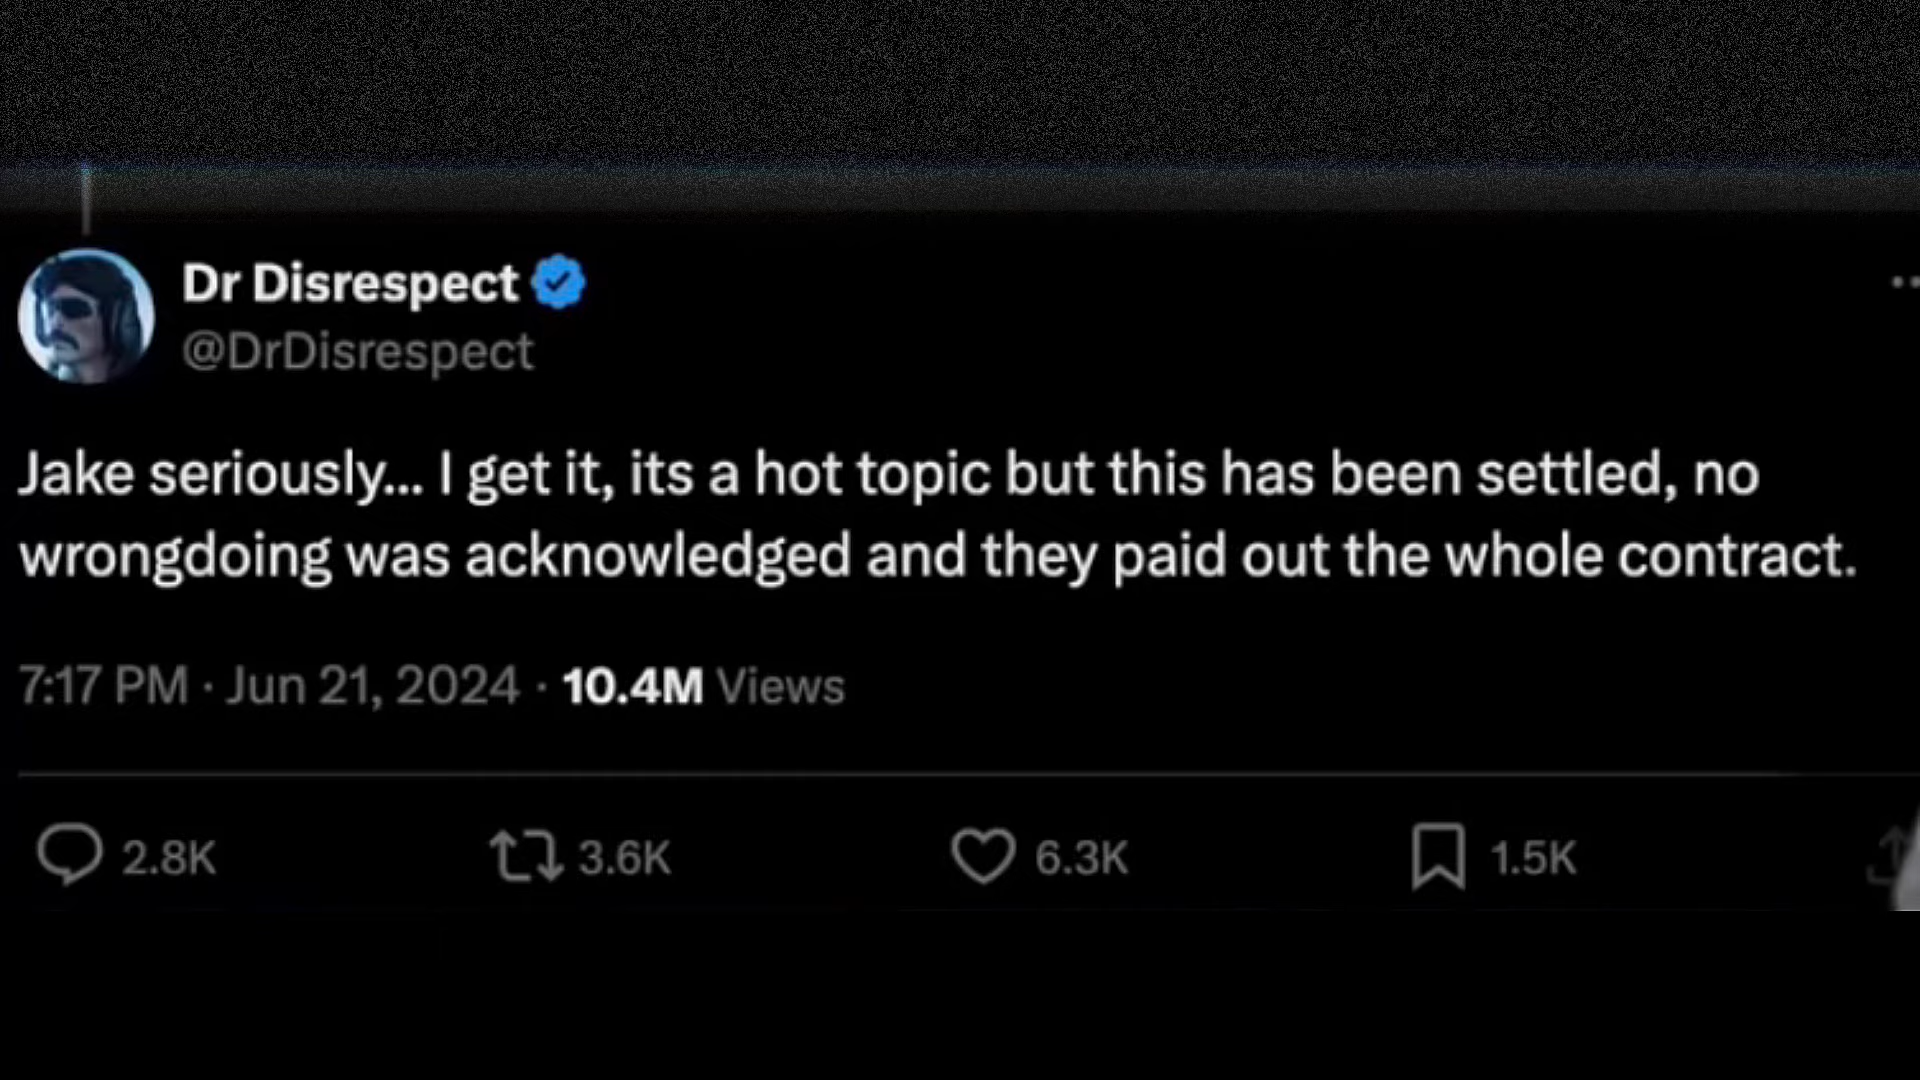 Dr Disrespect
@DrDisrespect
Jake seriously... I get it, its a hot topic but this has been settled, no
wrongdoing was acknowledged and they paid out the whole contract.
7:17 PM · Jun 21, 2024 · 10.4M Views
2.8K 3.6K 6.3K 1.5K